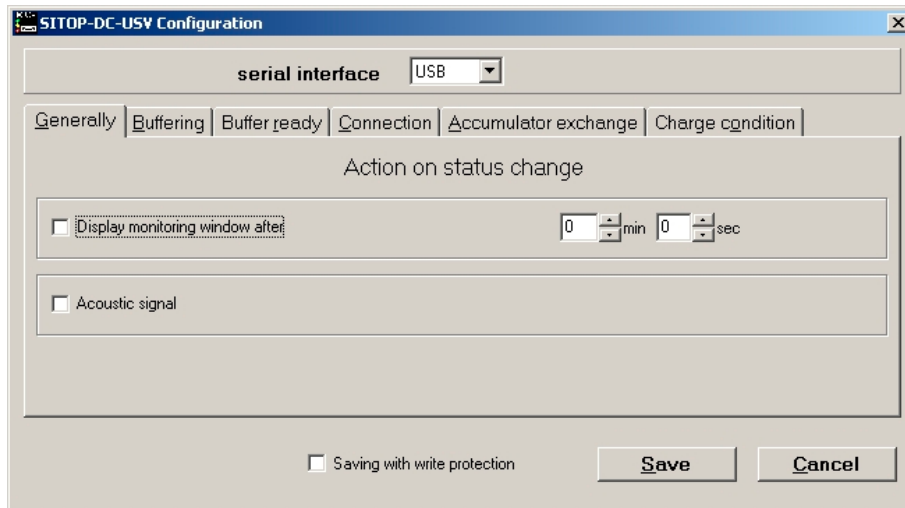 SITOP-DC-USV Configuration
serial interface USB
Generally Buffering Buffer ready Connection Accumulator exchange Charge condition
Action on status change
Display monitoring window after 0 min 0 sec
Acoustic signal
Saving with write protection Save Cancel